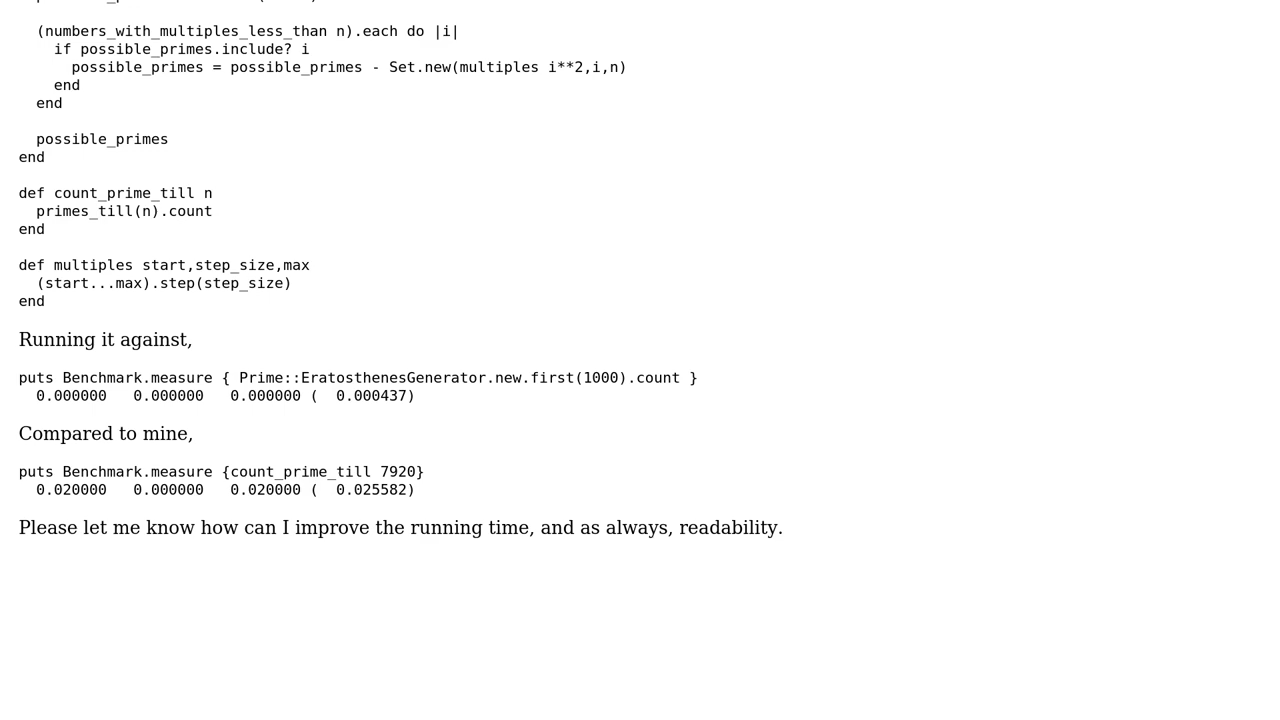 (numbers_with_multiples_less_than n).each do |i|
if possible_primes.include? i
possible_primes = possible_primes - Set.new(multiples i**2,i,n)
end
end
possible_primes
end
def count_prime_till n
primes_till(n).count
end
def multiples start,step_size,max
(start...max).step(step_size)
end
Running it against,
puts Benchmark.measure { Prime::EratosthenesGenerator.new.first(1000).count }
0.000000   0.000000   0.000000 (  0.000437)
Compared to mine,
puts Benchmark.measure {count_prime_till 7920}
0.020000   0.000000   0.020000 (  0.025582)
Please let me know how can I improve the running time, and as always, readability.